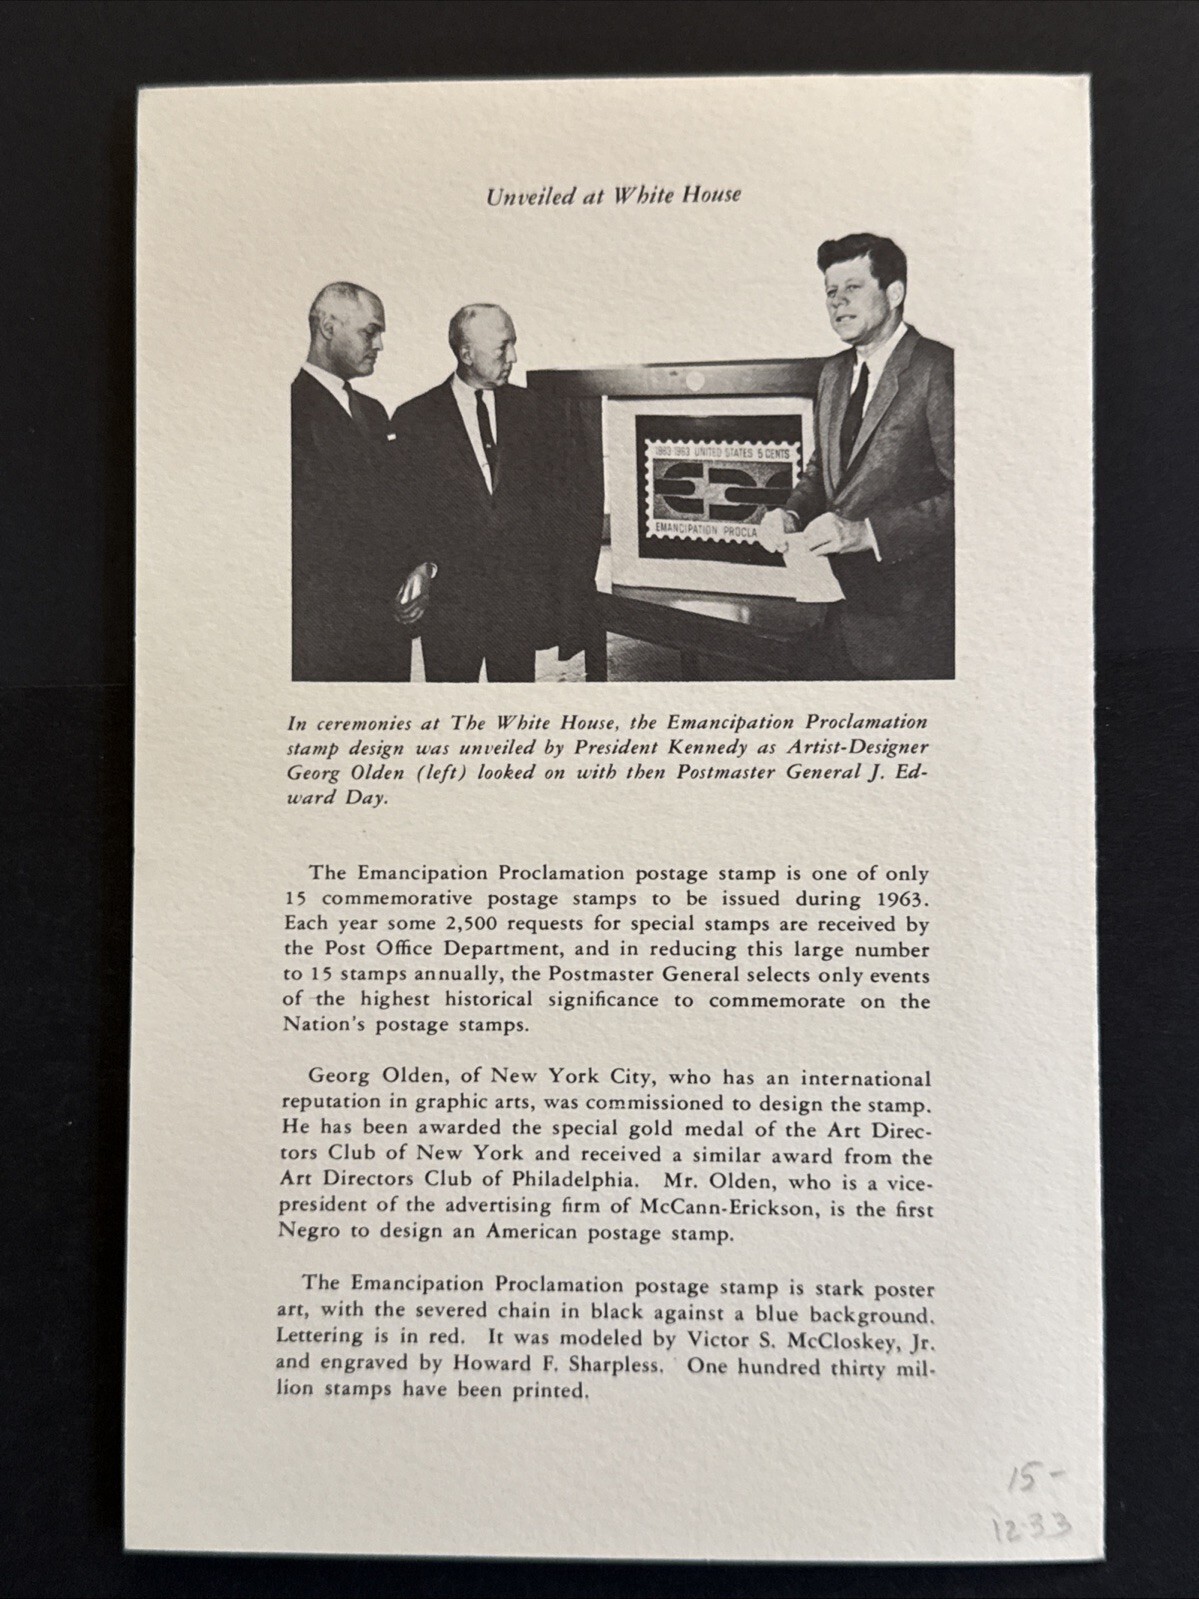 Unveiled at White House
1863-1963 UNITED STATES 5 CENTS
EMANCIPATION PROCLA
In ceremonies at The White House, the Emancipation Proclamation
stamp design was unveiled by President Kennedy as Artist-Designer
Georg Olden (left) looked on with then Postmaster General J. Ed-
ward Day.
The Emancipation Proclamation postage stamp is one of only
15 commemorative postage stamps to be issued during 1963.
Each year some 2,500 requests for special stamps are received by
the Post Office Department, and in reducing this large number
to 15 stamps annually, the Postmaster General selects only events
of the highest historical significance to commemorate on the
Nation's postage stamps.
Georg Olden, of New York City, who has an international
reputation in graphic arts, was commissioned to design the stamp.
He has been awarded the special gold medal of the Art Direc-
tors Club of New York and received a similar award from the
Art Directors Club of Philadelphia. Mr. Olden, who is a vice-
president of the advertising firm of McCann-Erickson, is the first
Negro to design an American postage stamp.
The Emancipation Proclamation postage stamp is stark poster
art, with the severed chain in black against a blue background.
Lettering is in red. It was modeled by Victor S. McCloskey, Jr.
and engraved by Howard F. Sharpless. One hundred thirty mil-
lion stamps have been printed.
15-
1233